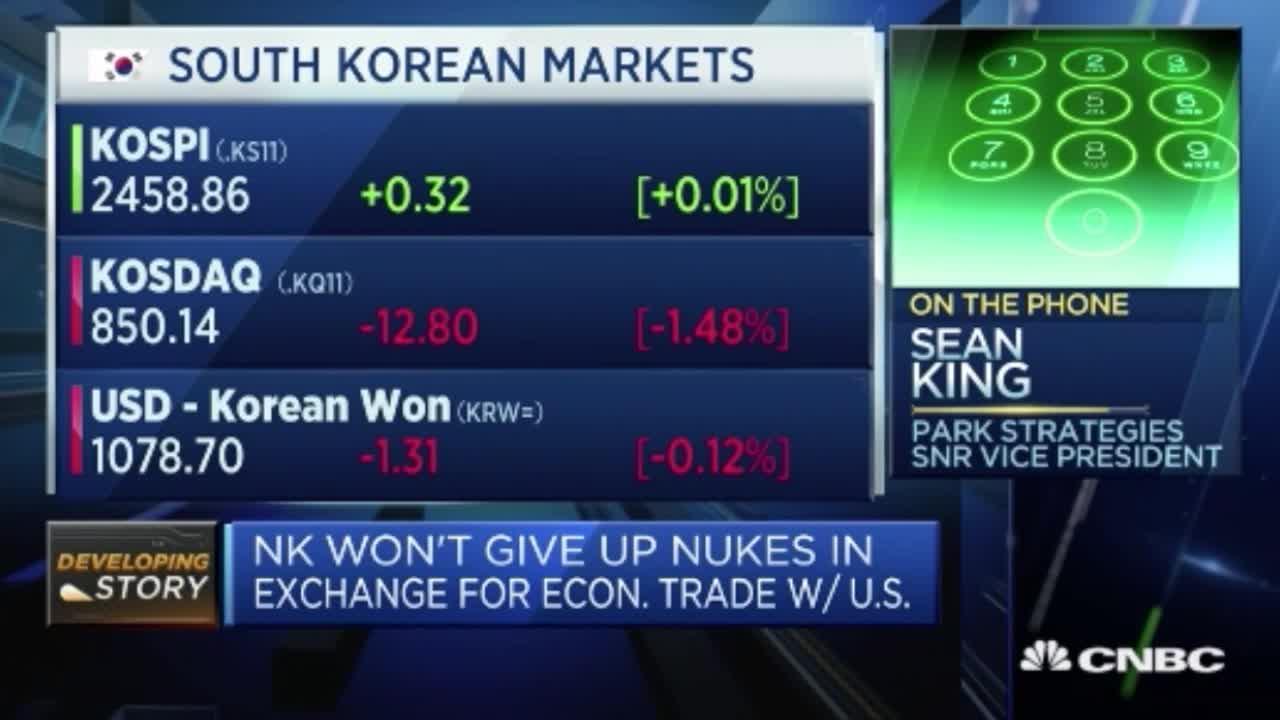 SOUTH KOREAN MARKETS
KOSPI (.KS11)
2458.86 +0.32 [+0.01%]
KOSDAQ (.KQ11)
850.14 -12.80 [-1.48%]
USD - Korean Won (KRW=)
1078.70 -1.31 [-0.12%]
1 2 3
4 5 6
7 8 9
0
ON THE PHONE
SEAN
KING
PARK STRATEGIES
SNR VICE PRESIDENT
DEVELOPING
STORY
NK WON'T GIVE UP NUKES IN
EXCHANGE FOR ECON. TRADE W/ U.S.
CNBC